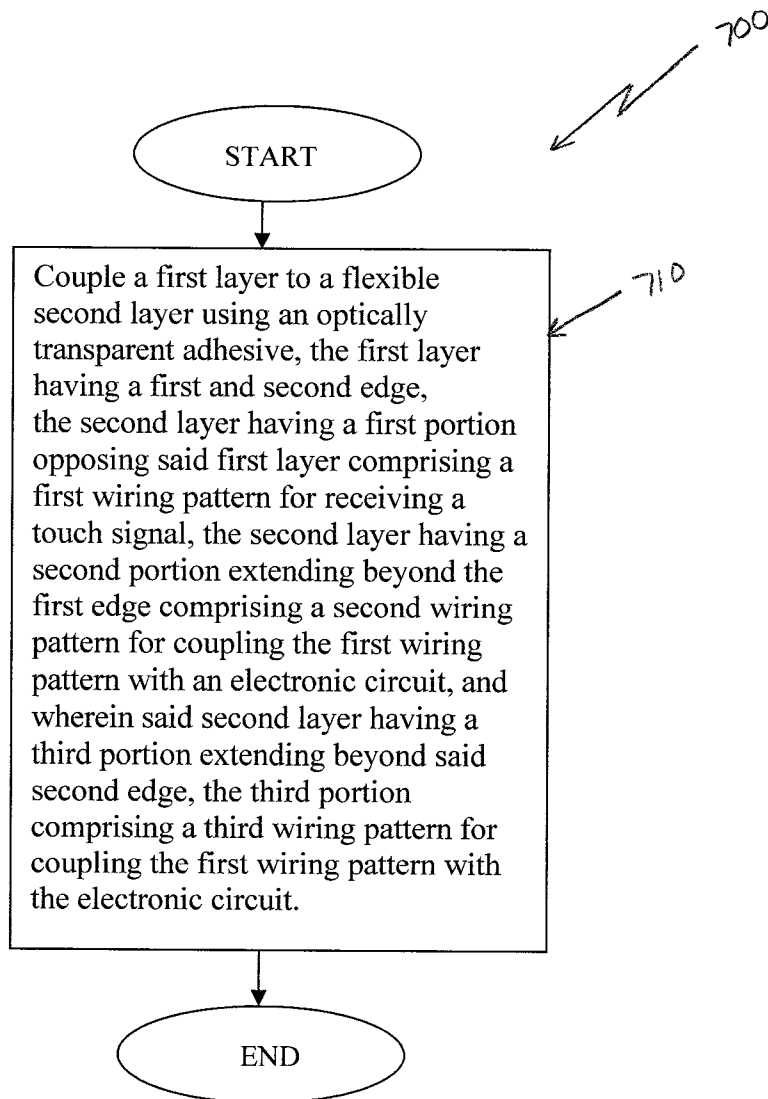 700
START
710
Couple a first layer to a flexible
second layer using an optically
transparent adhesive, the first layer
having a first and second edge,
the second layer having a first portion
opposing said first layer comprising a
first wiring pattern for receiving a
touch signal, the second layer having a
second portion extending beyond the
first edge comprising a second wiring
pattern for coupling the first wiring
pattern with an electronic circuit, and
wherein said second layer having a
third portion extending beyond said
second edge, the third portion
comprising a third wiring pattern for
coupling the first wiring pattern with
the electronic circuit.
END